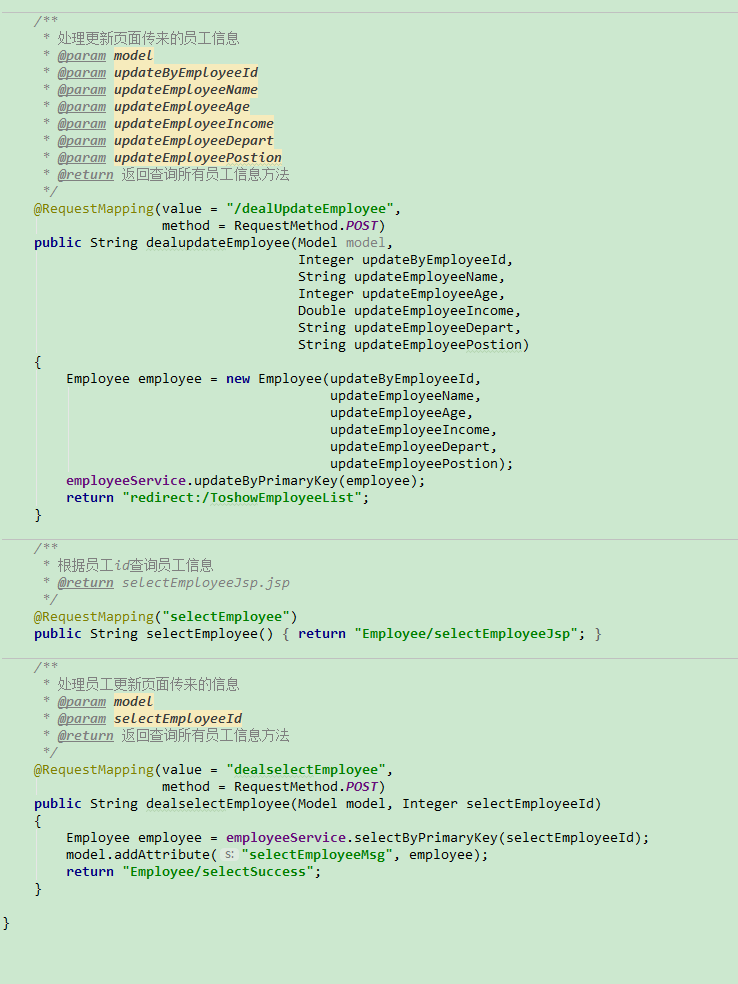 /**
 * 处理更新页面传来的员工信息
 * @param model
 * @param updateByEmployeeId
 * @param updateEmployeeName
 * @param updateEmployeeAge
 * @param updateEmployeeIncome
 * @param updateEmployeeDepart
 * @param updateEmployeePostion
 * @return 返回查询所有员工信息方法
 */
@RequestMapping(value = "/dealUpdateEmployee",
                method = RequestMethod.POST)
public String dealupdateEmployee(Model model,
                                 Integer updateByEmployeeId,
                                 String updateEmployeeName,
                                 Integer updateEmployeeAge,
                                 Double updateEmployeeIncome,
                                 String updateEmployeeDepart,
                                 String updateEmployeePostion)
{
    Employee employee = new Employee(updateByEmployeeId,
                                     updateEmployeeName,
                                     updateEmployeeAge,
                                     updateEmployeeIncome,
                                     updateEmployeeDepart,
                                     updateEmployeePostion);
    employeeService.updateByPrimaryKey(employee);
    return "redirect:/ToshowEmployeeList";
}
/**
 * 根据员工id查询员工信息
 * @return selectEmployeeJsp.jsp
 */
@RequestMapping("selectEmployee")
public String selectEmployee() { return "Employee/selectEmployeeJsp"; }
/**
 * 处理员工更新页面传来的信息
 * @param model
 * @param selectEmployeeId
 * @return 返回查询所有员工信息方法
 */
@RequestMapping(value = "dealselectEmployee",
                method = RequestMethod.POST)
public String dealselectEmployee(Model model, Integer selectEmployeeId)
{
    Employee employee = employeeService.selectByPrimaryKey(selectEmployeeId);
    model.addAttribute( s: "selectEmployeeMsg", employee);
    return "Employee/selectSuccess";
}
}